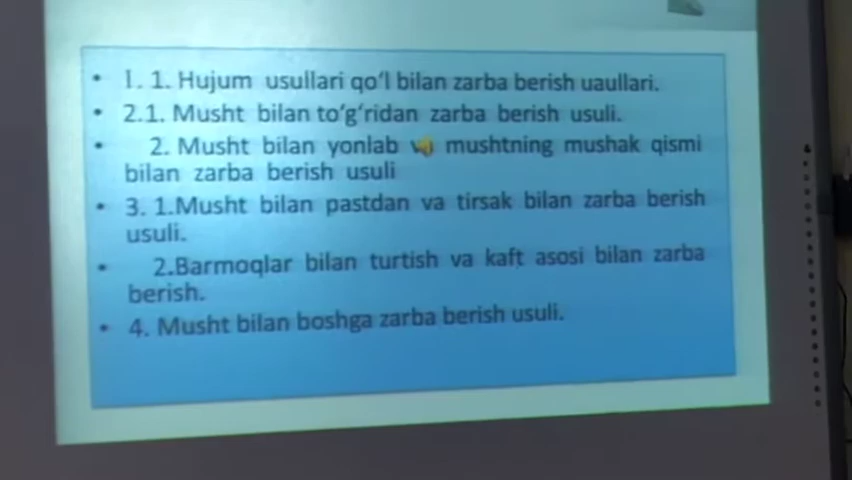 • I. 1. Hujum usullari qo‘l bilan zarba berish uaullari.
• 2.1. Musht bilan to‘g‘ridan zarba berish usuli.
• 2. Musht bilan yonlab mushtning mushak qismi
bilan zarba berish usuli
• 3. 1.Musht bilan pastdan va tirsak bilan zarba berish
usuli.
• 2.Barmoqlar bilan turtish va kaft asosi bilan zarba
berish.
• 4. Musht bilan boshga zarba berish usuli.